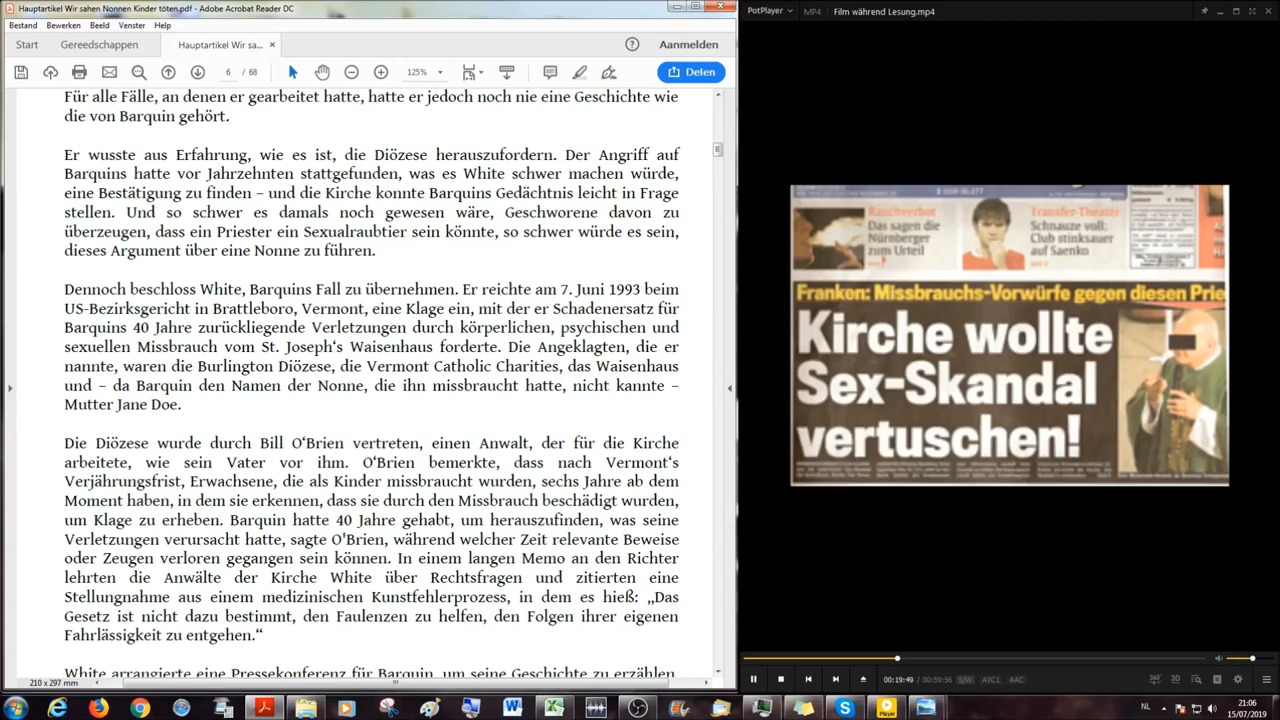 Hauptartikel Wir sahen Nonnen Kinder töten.pdf - Adobe Acrobat Reader DC
Bestand Bewerken Beeld Venster Help
Start Gereedschappen Hauptartikel Wir sa... × Aanmelden
6 / 68 125% Delen
Für alle Fälle, an denen er gearbeitet hatte, hatte er jedoch noch nie eine Geschichte wie
die von Barquin gehört.
Er wusste aus Erfahrung, wie es ist, die Diözese herauszufordern. Der Angriff auf
Barquins hatte vor Jahrzehnten stattgefunden, was es White schwer machen würde,
eine Bestätigung zu finden – und die Kirche konnte Barquins Gedächtnis leicht in Frage
stellen. Und so schwer es damals noch gewesen wäre, Geschworene davon zu
überzeugen, dass ein Priester ein Sexualraubtier sein könnte, so schwer würde es sein,
dieses Argument über eine Nonne zu führen.
Dennoch beschloss White, Barquins Fall zu übernehmen. Er reichte am 7. Juni 1993 beim
US-Bezirksgericht in Brattleboro, Vermont, eine Klage ein, mit der er Schadenersatz für
Barquins 40 Jahre zurückliegende Verletzungen durch körperlichen, psychischen und
sexuellen Missbrauch vom St. Joseph‘s Waisenhaus forderte. Die Angeklagten, die er
nannte, waren die Burlington Diözese, die Vermont Catholic Charities, das Waisenhaus
und – da Barquin den Namen der Nonne, die ihn missbraucht hatte, nicht kannte –
Mutter Jane Doe.
Die Diözese wurde durch Bill O‘Brien vertreten, einen Anwalt, der für die Kirche
arbeitete, wie sein Vater vor ihm. O‘Brien bemerkte, dass nach Vermont‘s
Verjährungsfrist, Erwachsene, die als Kinder missbraucht wurden, sechs Jahre ab dem
Moment haben, in dem sie erkennen, dass sie durch den Missbrauch beschädigt wurden,
um Klage zu erheben. Barquin hatte 40 Jahre gehabt, um herauszufinden, was seine
Verletzungen verursacht hatte, sagte O'Brien, während welcher Zeit relevante Beweise
oder Zeugen verloren gegangen sein können. In einem langen Memo an den Richter
lehrten die Anwälte der Kirche White über Rechtsfragen und zitierten eine
Stellungnahme aus einem medizinischen Kunstfehlerprozess, in dem es hieß: „Das
Gesetz ist nicht dazu bestimmt, den Faulenzen zu helfen, den Folgen ihrer eigenen
Fahrlässigkeit zu entgehen.“
White arrangierte eine Pressekonferenz für Barquin, um seine Geschichte zu erzählen,
210 x 297 mm
PotPlayer MP4 Film während Lesung.mp4
Rauchverbot
Das sagen die
Nürnberger
zum Urteil
Transfer-Theater
Schnauze voll:
Club stinksauer
auf Saenko
Franken: Missbrauchs-Vorwürfe gegen diesen Prie
Kirche wollte
Sex-Skandal
vertuschen!
00:19:49 / 00:59:36 S/W AVC1 AAC
360° 3D
NL 21:06
15/07/2019